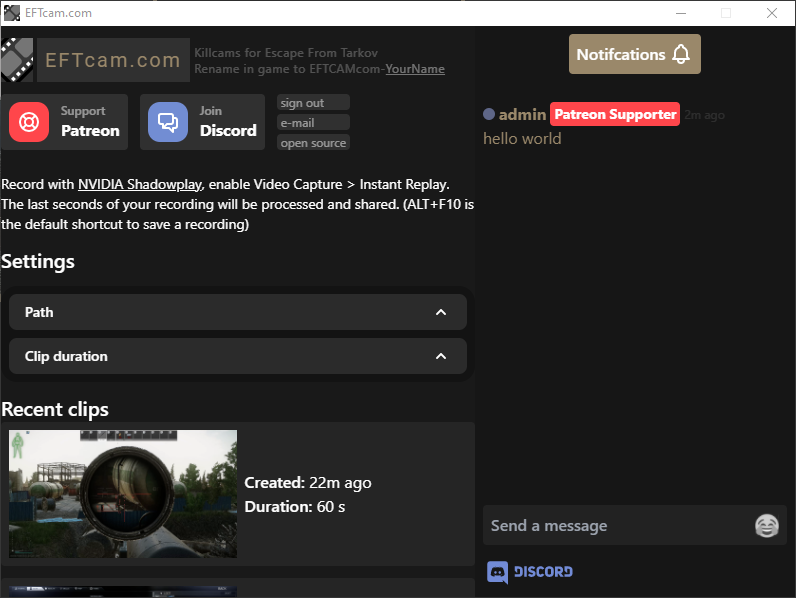 EFTcam.com
EFTcam.com
Killcams for Escape From Tarkov
Rename in game to EFTCAMcom-YourName
Support
Patreon
Join
Discord
sign out
e-mail
open source
Record with NVIDIA Shadowplay, enable Video Capture > Instant Replay.
The last seconds of your recording will be processed and shared. (ALT+F10 is
the default shortcut to save a recording)
Settings
Path
Clip duration
Recent clips
Created: 22m ago
Duration: 60 s
Notifcations
admin Patreon Supporter 2m ago
hello world
Send a message
DISCORD